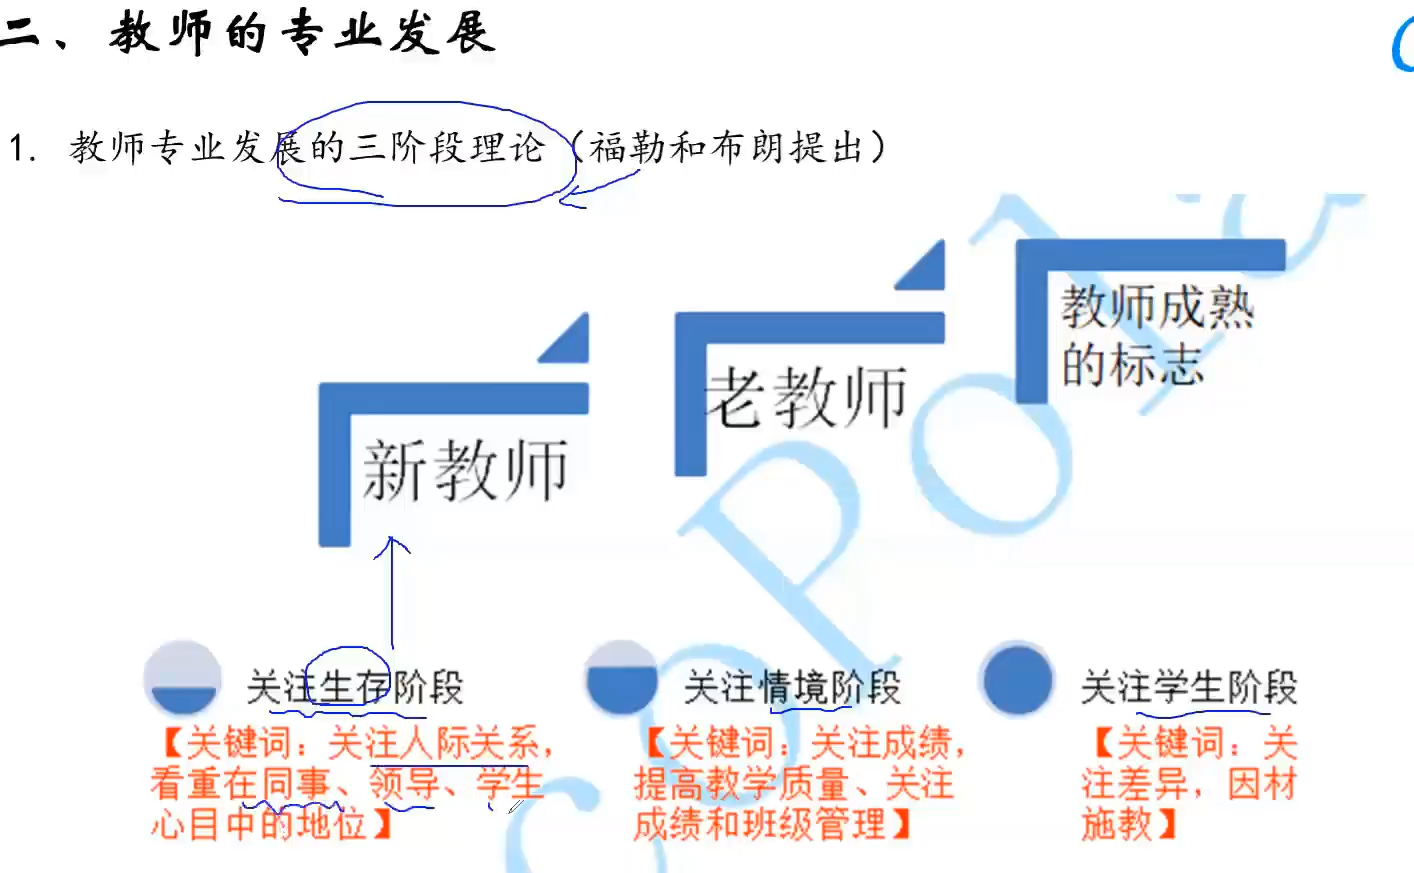 二、教师的专业发展
1. 教师专业发展的三阶段理论（福勒和布朗提出）
教师成熟
的标志
老教师
新教师
关注生存阶段
【关键词：关注人际关系，
看重在同事、领导、学生
心目中的地位】
关注情境阶段
【关键词：关注成绩，
提高教学质量、关注
成绩和班级管理】
关注学生阶段
【关键词：关
注差异，因材
施教】